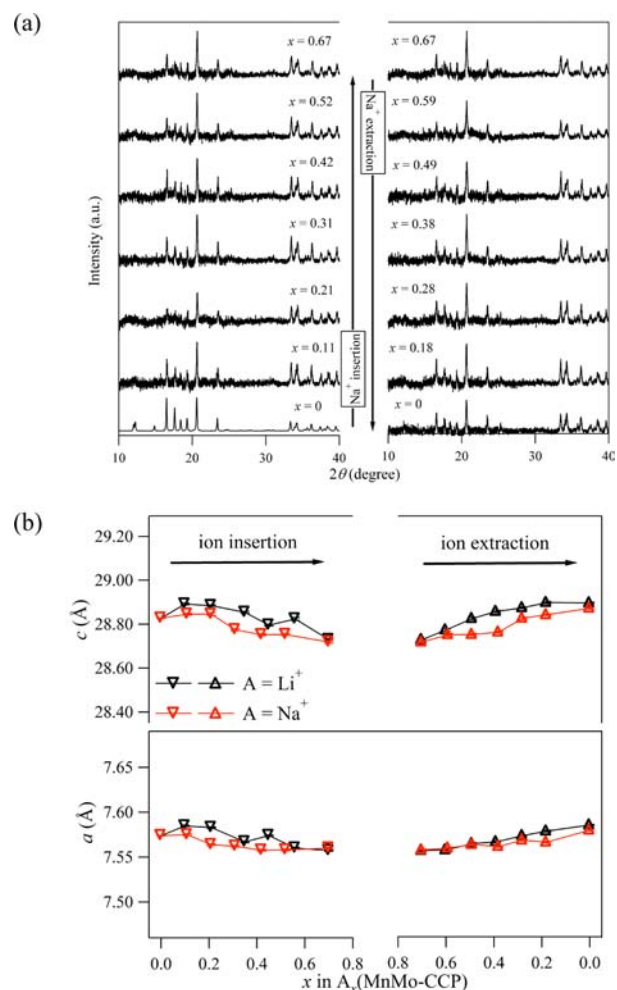 (a)
x = 0.67
x = 0.52
x = 0.42
x = 0.31
x = 0.21
x = 0.11
x = 0
Intensity (a.u.)
Na+ insertion
Na+ extraction
x = 0.67
x = 0.59
x = 0.49
x = 0.38
x = 0.28
x = 0.18
x = 0
10 20 30 40 10 20 30 40
2θ (degree)
(b)
29.20
29.00
28.80
28.60
28.40
c (Å)
ion insertion
ion extraction
A = Li+
A = Na+
7.65
7.60
7.55
7.50
a (Å)
0.0 0.2 0.4 0.6 0.8 0.8 0.6 0.4 0.2 0.0
x in Ax(MnMo-CCP)